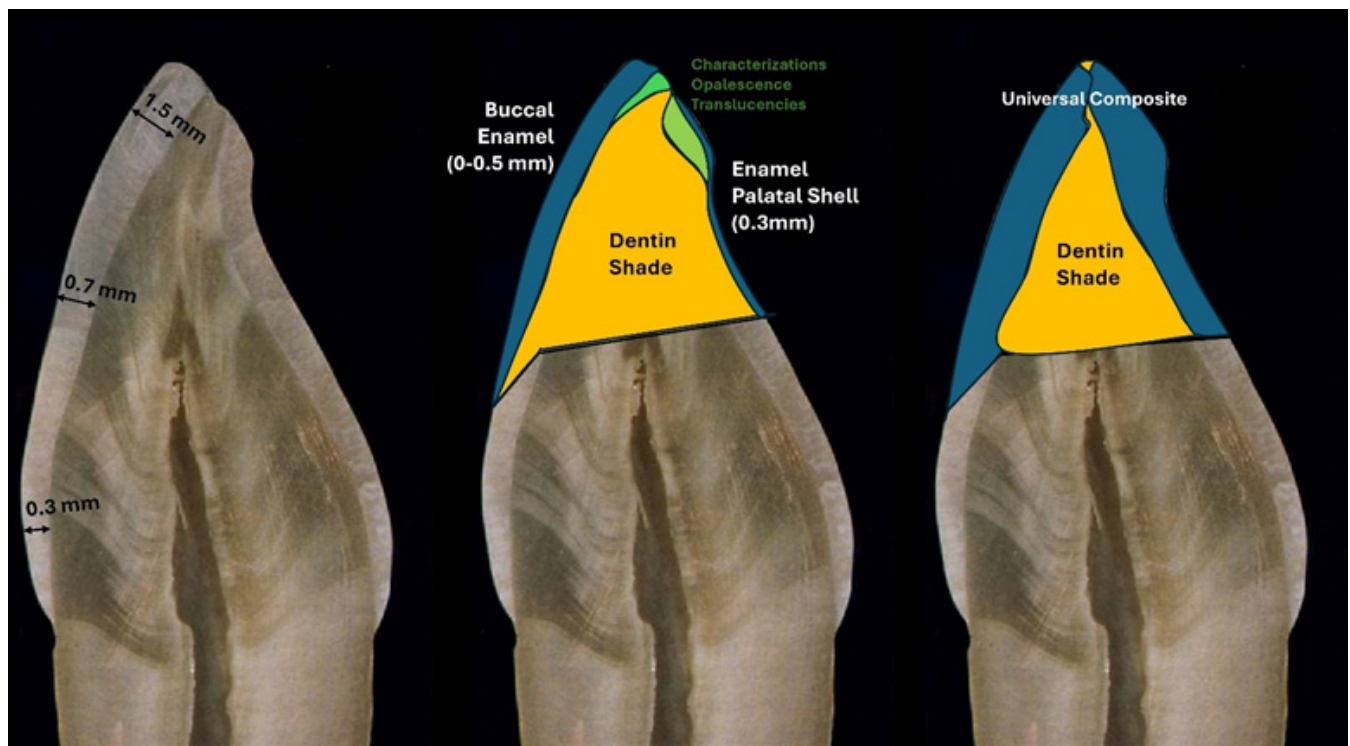 1.5 mm
0.7 mm
0.3 mm
Buccal
Enamel
(0-0.5 mm)
Characterizations
Opalescence
Translucencies
Enamel
Palatal Shell
(0.3mm)
Dentin
Shade
Universal Composite
Dentin
Shade